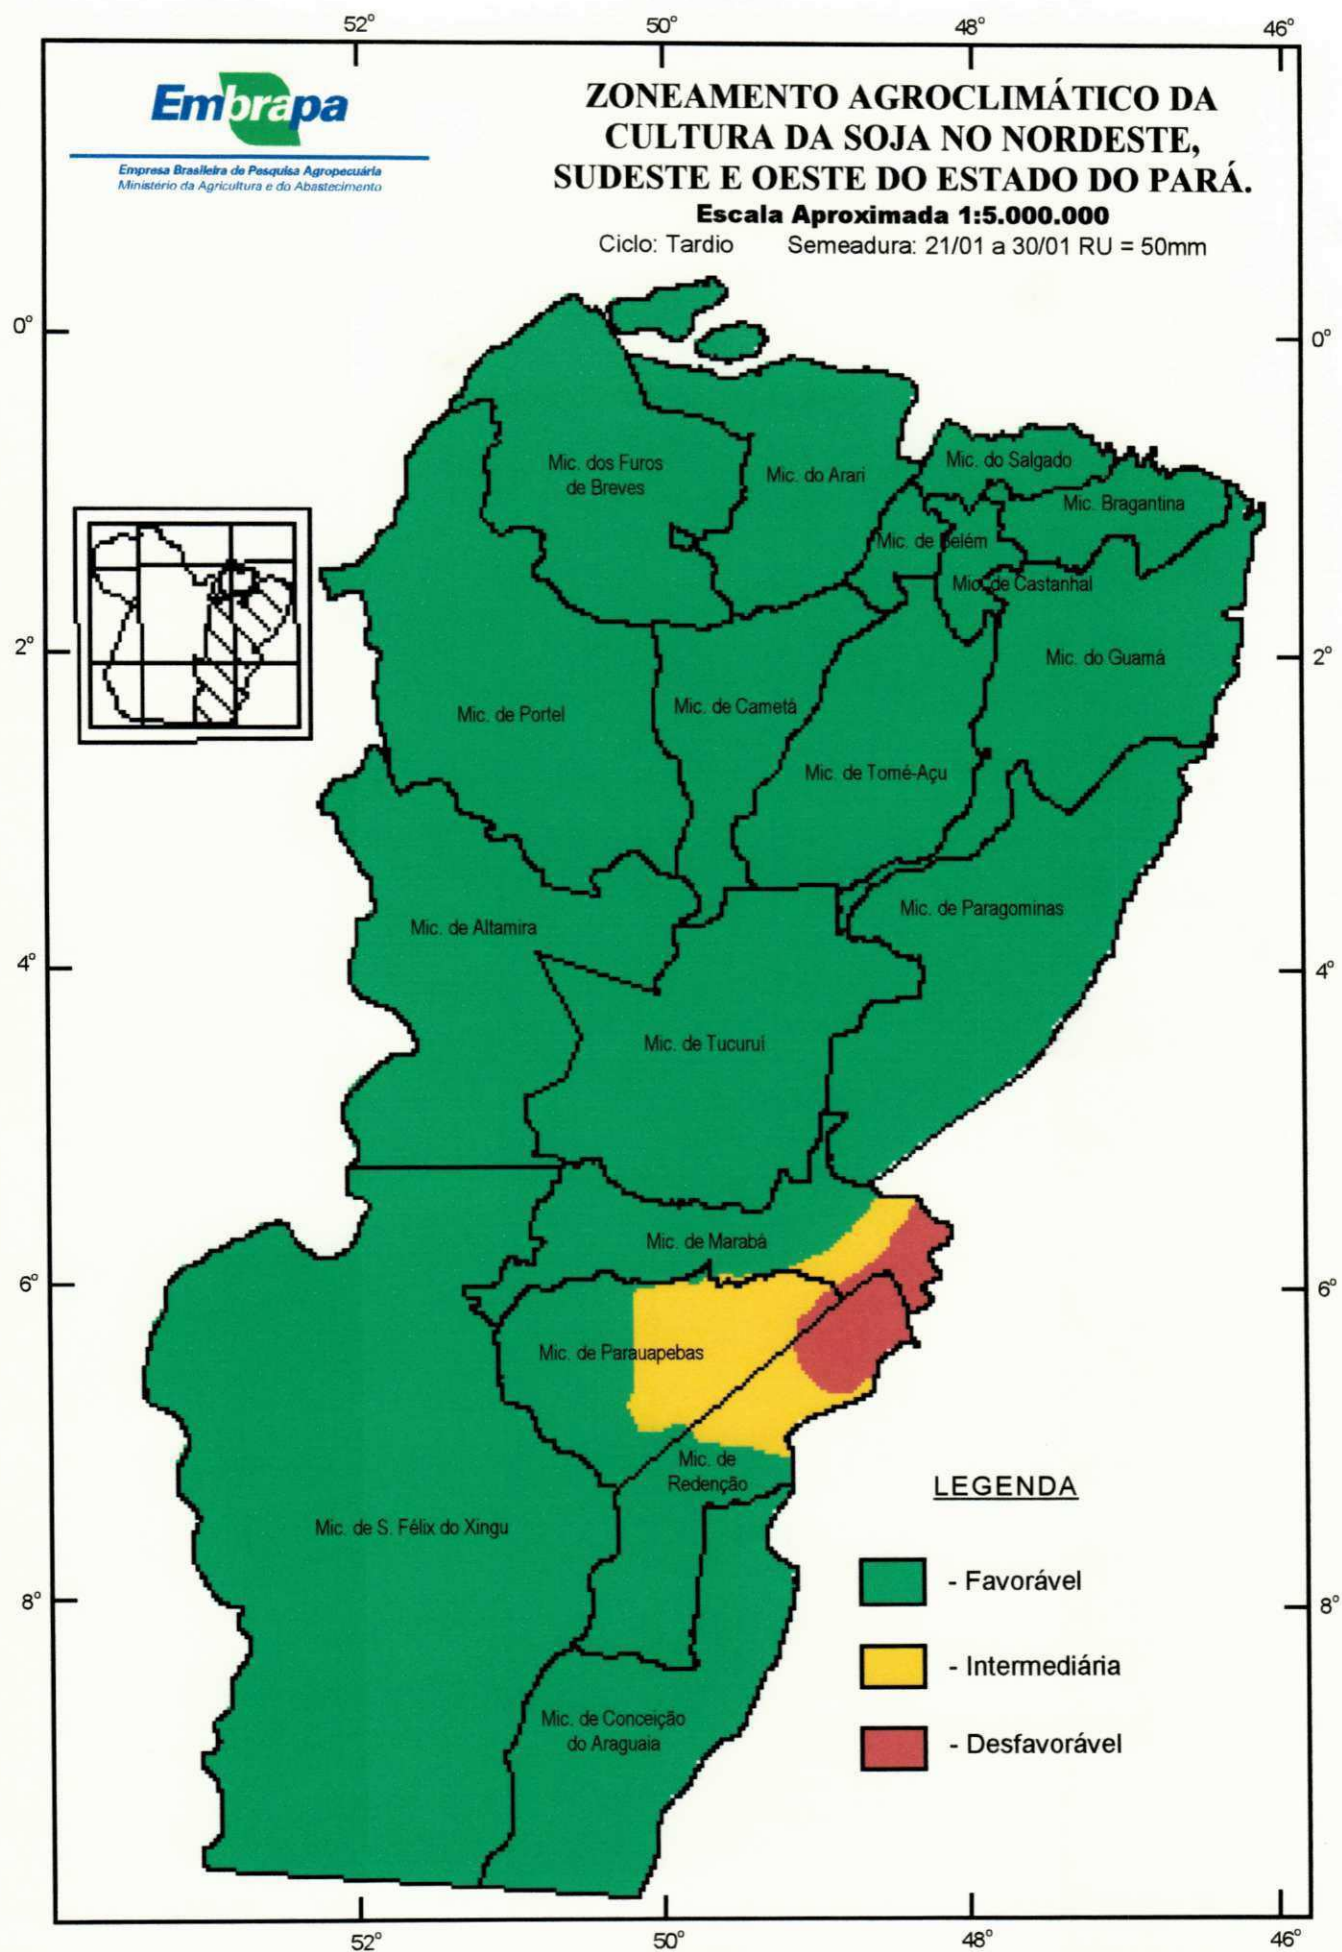 52°
50°
48°
46°
Embrapa
Empresa Brasileira de Pesquisa Agropecuária
Ministério da Agricultura e do Abastecimento
ZONEAMENTO AGROCLIMÁTICO DA
CULTURA DA SOJA NO NORDESTE,
SUDESTE E OESTE DO ESTADO DO PARÁ.
Escala Aproximada 1:5.000.000
Ciclo: Tardio Semeadura: 21/01 a 30/01 RU = 50mm
0°
0°
Mic. dos Furos
de Breves
Mic. do Arari
Mic. do Salgado
Mic. Bragantina
Mic. de Belém
Mic. de Castanhal
2°
Mic. do Guamá
2°
Mic. de Portel
Mic. de Cametá
Mic. de Tomé-Açu
Mic. de Paragominas
Mic. de Altamira
4°
4°
Mic. de Tucuruí
Mic. de Marabá
6°
6°
Mic. de Parauapebas
Mic. de
Redenção
LEGENDA
Mic. de S. Félix do Xingu
- Favorável
8°
8°
- Intermediária
Mic. de Conceição
do Araguaia
- Desfavorável
52°
50°
48°
46°